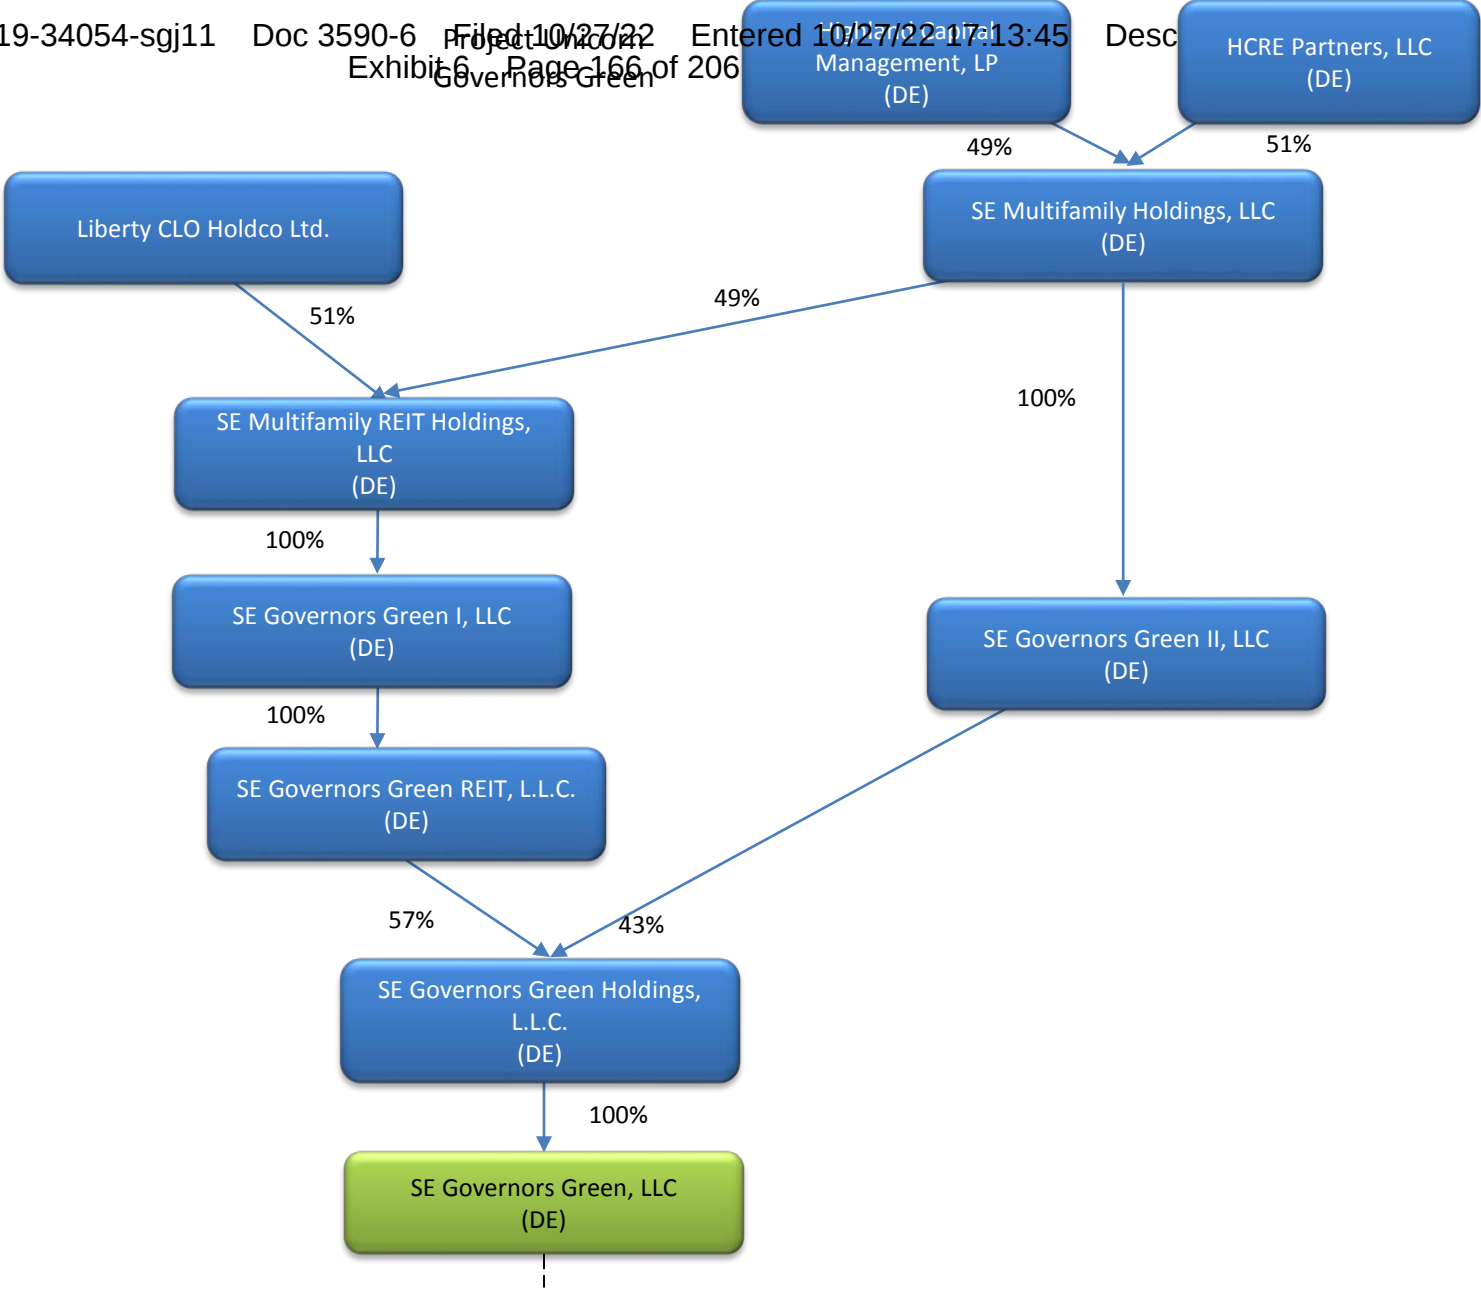 19-34054-sgj11 Doc 3590-6 Filed 10/27/22 Entered 10/27/22 17:13:45 Desc
Exhibit 6 Page 166 of 206
Project Unicorn
Governors Green
Highland Capital
Management, LP
(DE)
HCRE Partners, LLC
(DE)
49%
51%
Liberty CLO Holdco Ltd.
SE Multifamily Holdings, LLC
(DE)
51%
49%
100%
SE Multifamily REIT Holdings,
LLC
(DE)
100%
SE Governors Green I, LLC
(DE)
SE Governors Green II, LLC
(DE)
100%
SE Governors Green REIT, L.L.C.
(DE)
57%
43%
SE Governors Green Holdings,
L.L.C.
(DE)
100%
SE Governors Green, LLC
(DE)